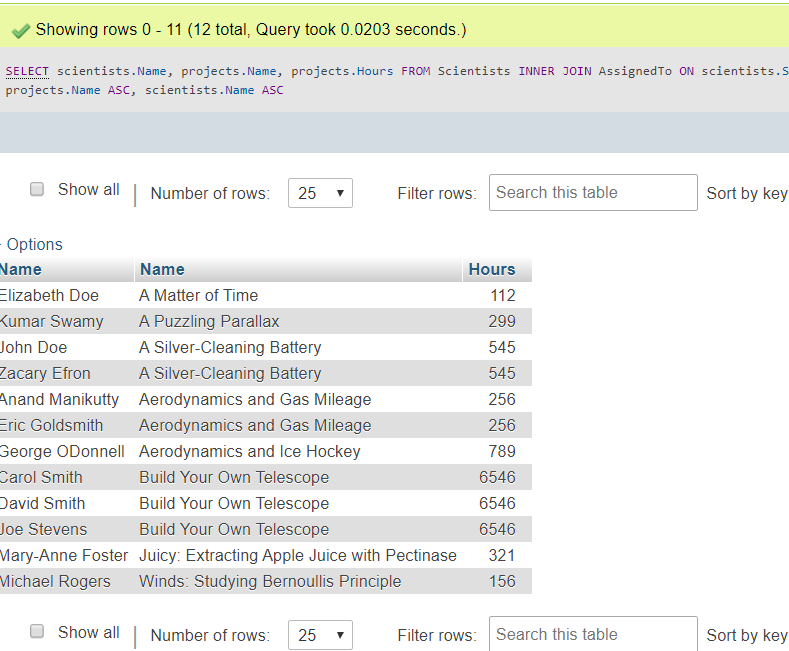 Showing rows 0 - 11 (12 total, Query took 0.0203 seconds.)
SELECT scientists.Name, projects.Name, projects.Hours FROM Scientists INNER JOIN AssignedTo ON scientists.S
projects.Name ASC, scientists.Name ASC
Show all | Number of rows: 25 Filter rows: Search this table Sort by key
Options
Name Name Hours
Elizabeth Doe A Matter of Time 112
Kumar Swamy A Puzzling Parallax 299
John Doe A Silver-Cleaning Battery 545
Zacary Efron A Silver-Cleaning Battery 545
Anand Manikutty Aerodynamics and Gas Mileage 256
Eric Goldsmith Aerodynamics and Gas Mileage 256
George ODonnell Aerodynamics and Ice Hockey 789
Carol Smith Build Your Own Telescope 6546
David Smith Build Your Own Telescope 6546
Joe Stevens Build Your Own Telescope 6546
Mary-Anne Foster Juicy: Extracting Apple Juice with Pectinase 321
Michael Rogers Winds: Studying Bernoullis Principle 156
Show all | Number of rows: 25 Filter rows: Search this table Sort by key